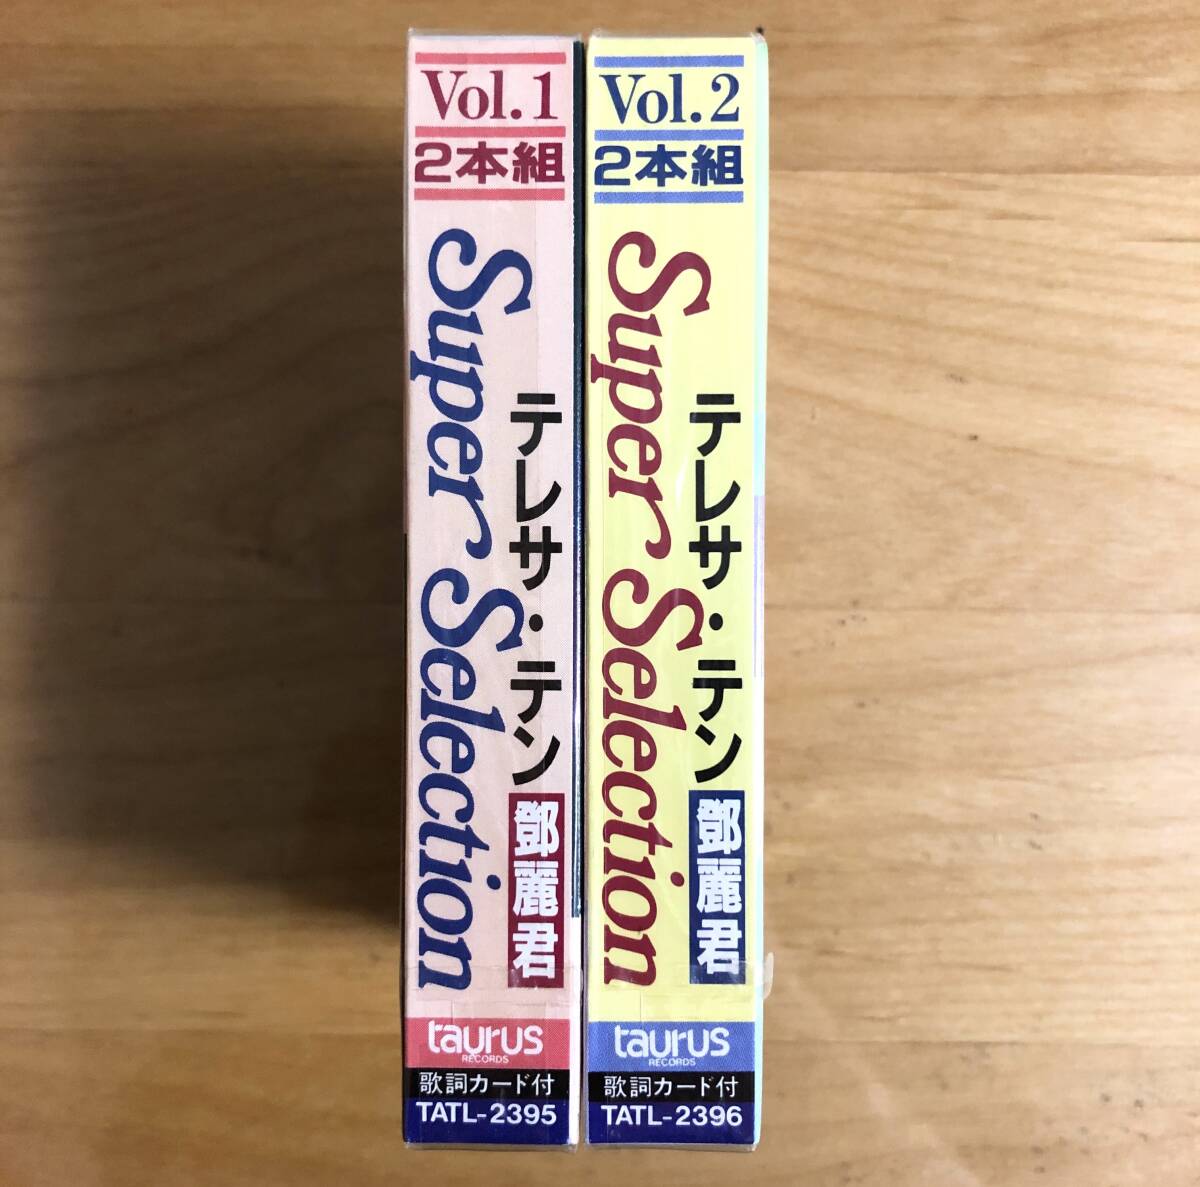 Vol.1
2本組
Super Selection
テレサ・テン
鄧麗君
taurus
RECORDS
歌詞カード付
TATL-2395
Vol.2
2本組
Super Selection
テレサ・テン
鄧麗君
taurus
RECORDS
歌詞カード付
TATL-2396